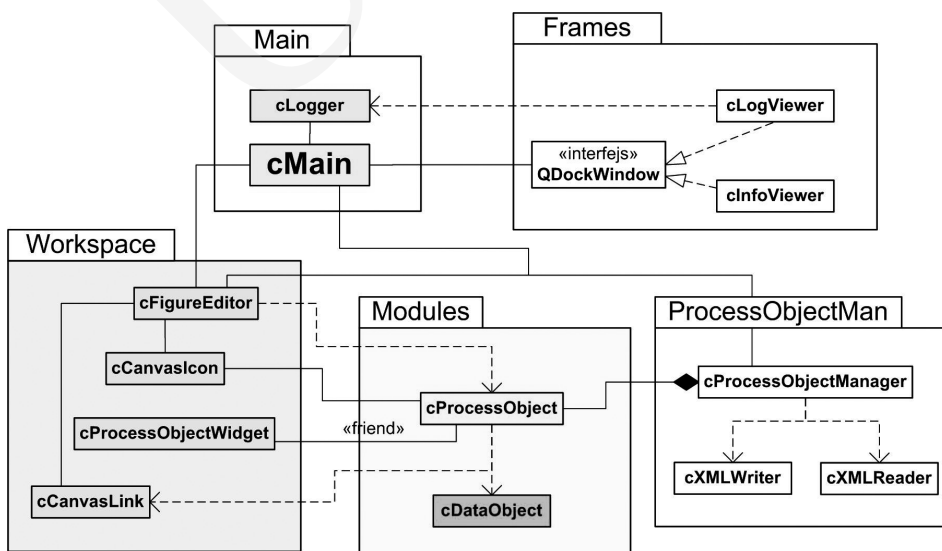 Main
Frames
cLogger
cLogViewer
cMain
«interfejs»
QDockWindow
cInfoViewer
Workspace
cFigureEditor
cCanvasIcon
cProcessObjectWidget
cCanvasLink
Modules
cProcessObject
«friend»
cDataObject
ProcessObjectMan
cProcessObjectManager
cXMLWriter
cXMLReader